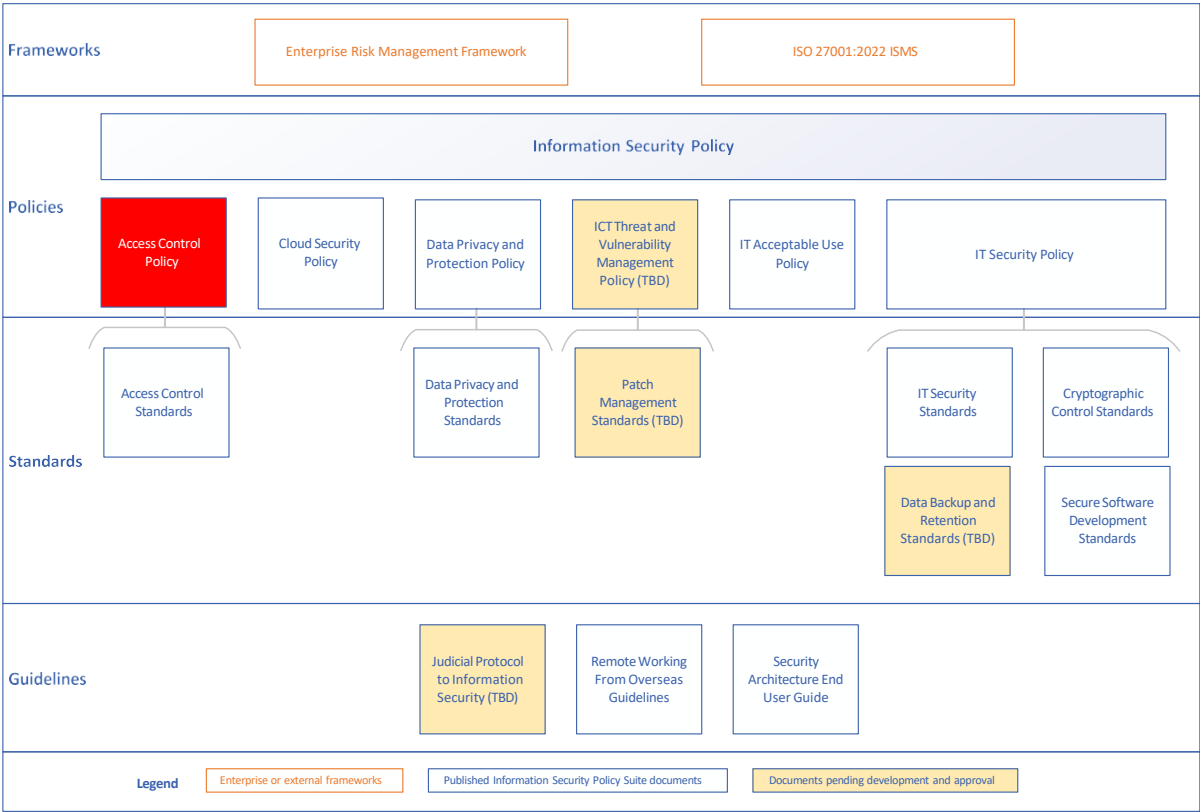 Frameworks
Enterprise Risk Management Framework
ISO 27001:2022 ISMS
Policies
Information Security Policy
Access Control
Policy
Cloud Security
Policy
Data Privacy and
Protection Policy
ICT Threat and
Vulnerability
Management
Policy (TBD)
IT Acceptable Use
Policy
IT Security Policy
Standards
Access Control
Standards
Data Privacy and
Protection
Standards
Patch
Management
Standards (TBD)
IT Security
Standards
Cryptographic
Control Standards
Data Backup and
Retention
Standards (TBD)
Secure Software
Development
Standards
Guidelines
Judicial Protocol
to Information
Security (TBD)
Remote Working
From Overseas
Guidelines
Security
Architecture End
User Guide
Legend
Enterprise or external frameworks
Published Information Security Policy Suite documents
Documents pending development and approval